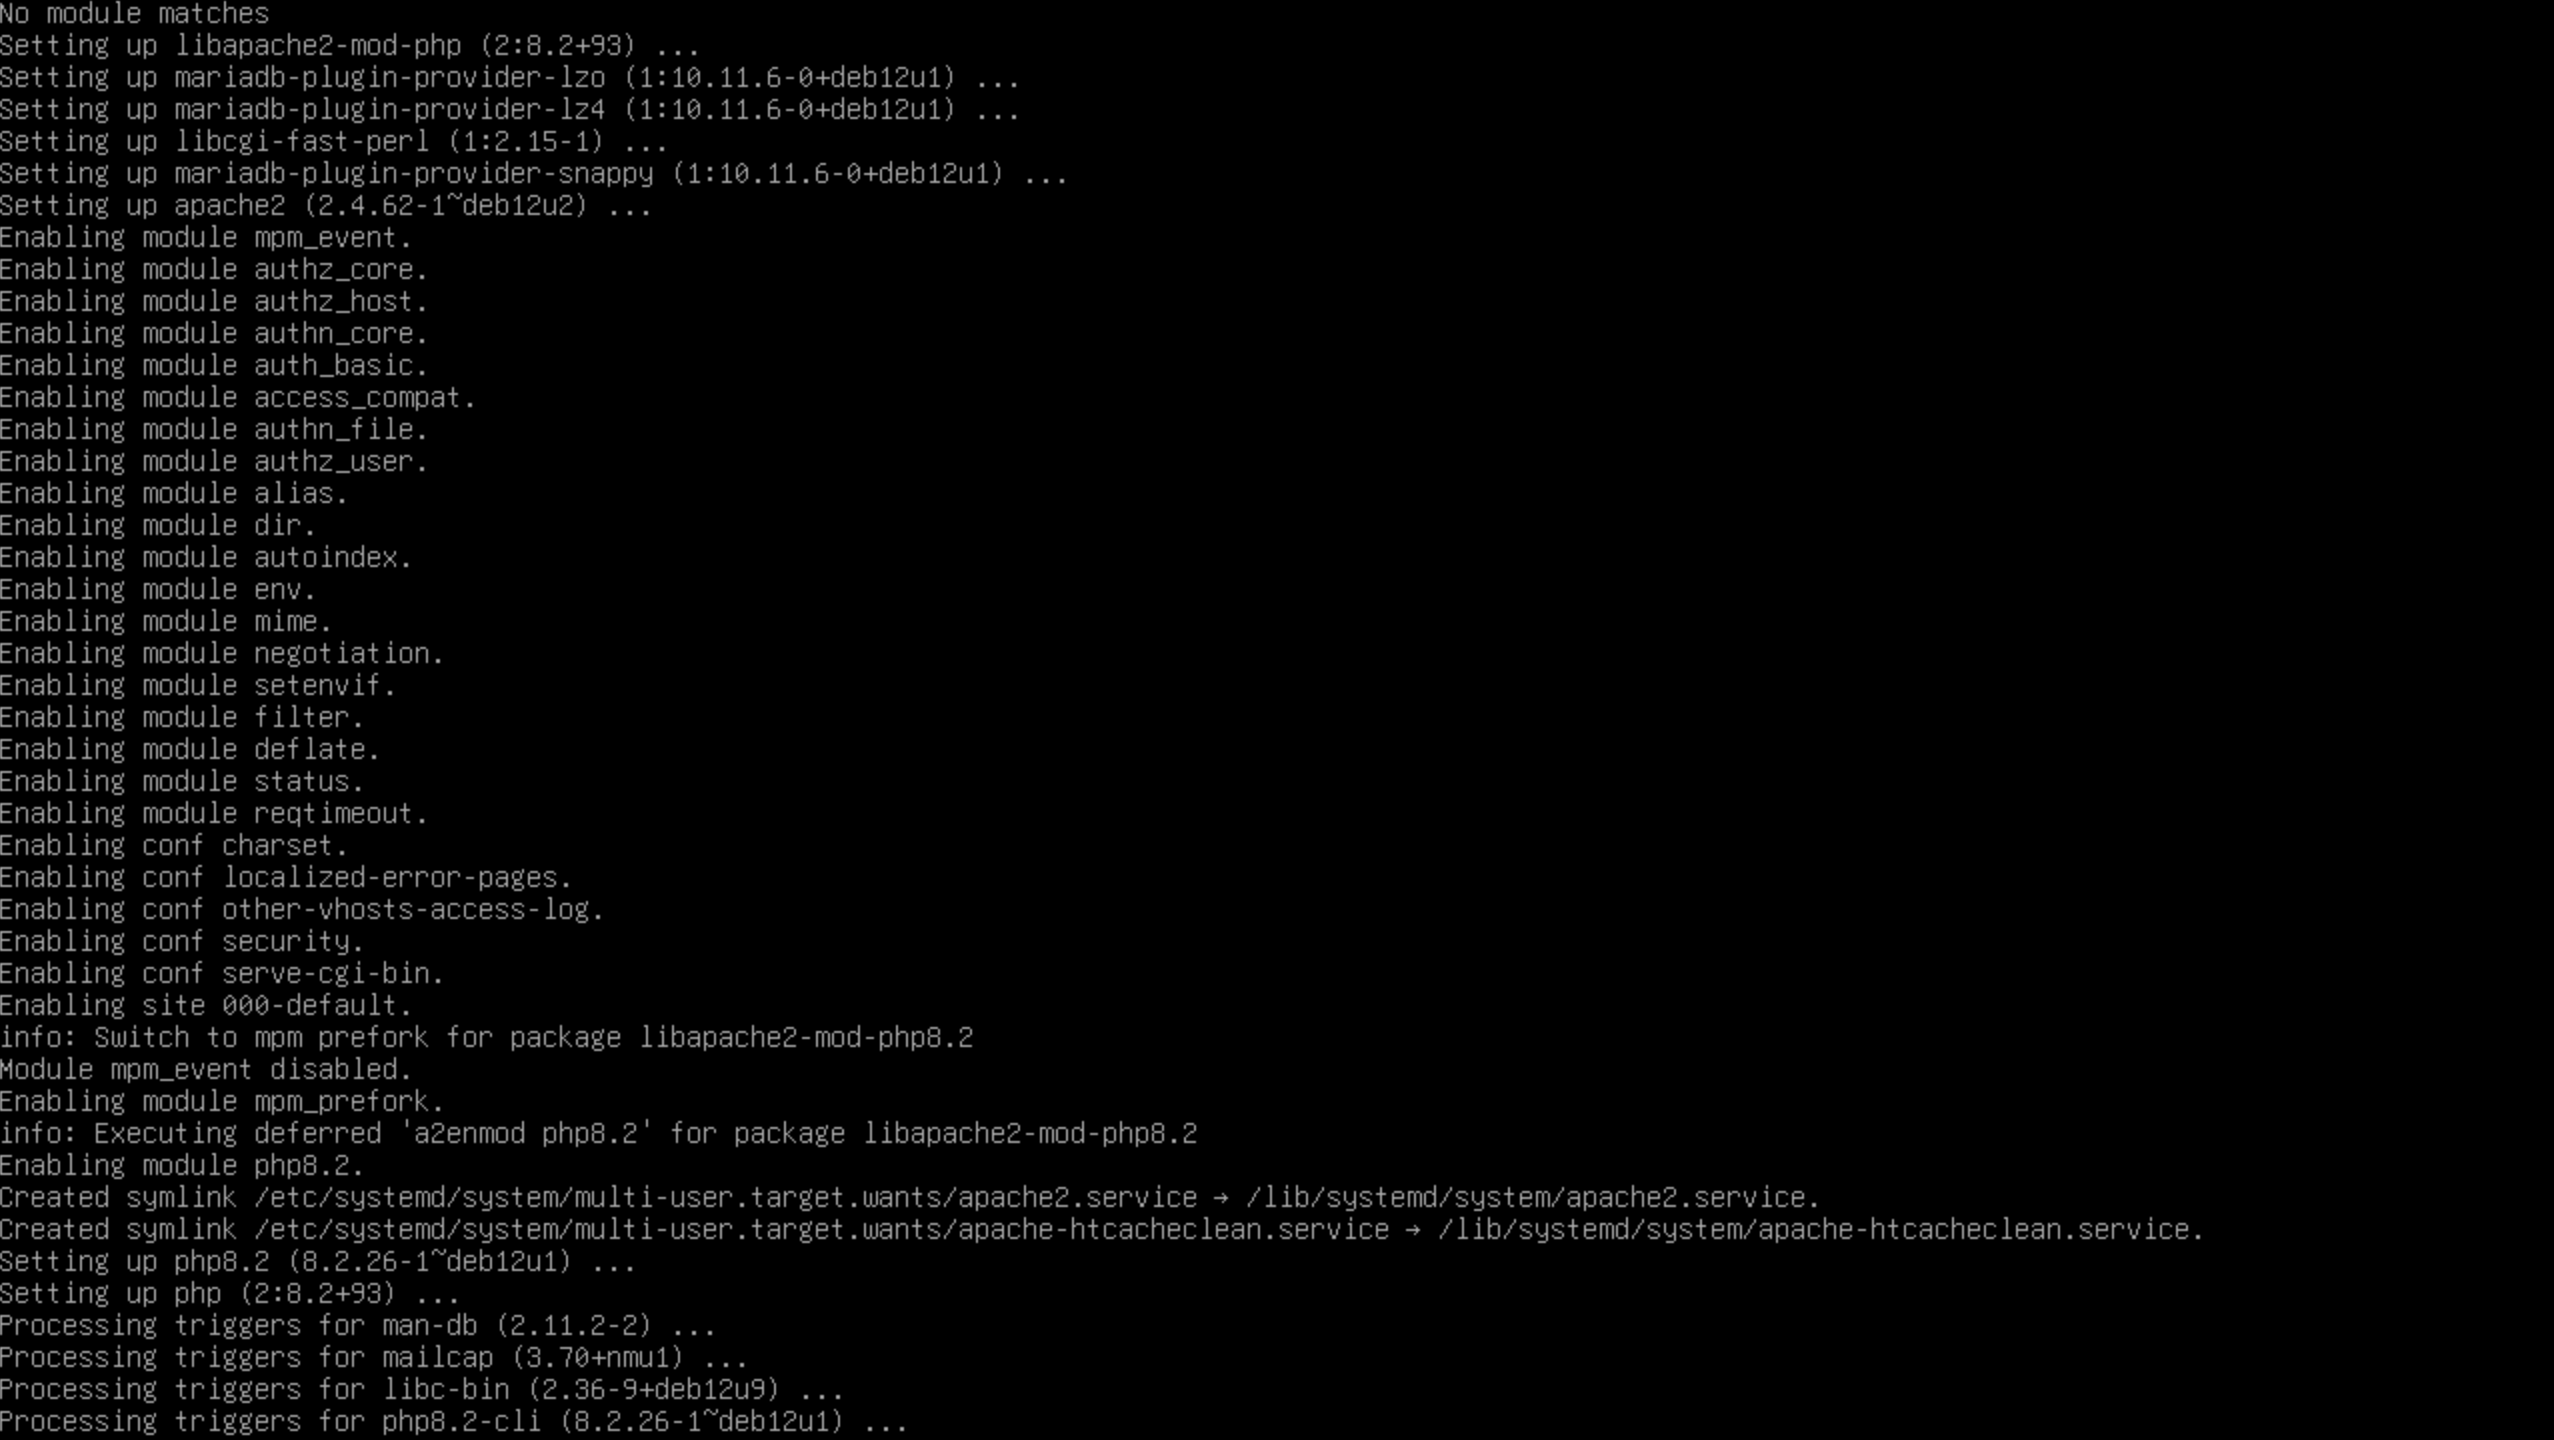 No module matches
Setting up libapache2-mod-php (2:8.2+93) ...
Setting up mariadb-plugin-provider-lzo (1:10.11.6-0+deb12u1) ...
Setting up mariadb-plugin-provider-lz4 (1:10.11.6-0+deb12u1) ...
Setting up libcgi-fast-perl (1:2.15-1) ...
Setting up mariadb-plugin-provider-snappy (1:10.11.6-0+deb12u1) ...
Setting up apache2 (2.4.62-1~deb12u2) ...
Enabling module mpm_event.
Enabling module authz_core.
Enabling module authz_host.
Enabling module authn_core.
Enabling module auth_basic.
Enabling module access_compat.
Enabling module authn_file.
Enabling module authz_user.
Enabling module alias.
Enabling module dir.
Enabling module autoindex.
Enabling module env.
Enabling module mime.
Enabling module negotiation.
Enabling module setenvif.
Enabling module filter.
Enabling module deflate.
Enabling module status.
Enabling module reqtimeout.
Enabling conf charset.
Enabling conf localized-error-pages.
Enabling conf other-vhosts-access-log.
Enabling conf security.
Enabling conf serve-cgi-bin.
Enabling site 000-default.
info: Switch to mpm prefork for package libapache2-mod-php8.2
Module mpm_event disabled.
Enabling module mpm_prefork.
info: Executing deferred 'a2enmod php8.2' for package libapache2-mod-php8.2
Enabling module php8.2.
Created symlink /etc/systemd/system/multi-user.target.wants/apache2.service → /lib/systemd/system/apache2.service.
Created symlink /etc/systemd/system/multi-user.target.wants/apache-htcacheclean.service → /lib/systemd/system/apache-htcacheclean.service.
Setting up php8.2 (8.2.26-1~deb12u1) ...
Setting up php (2:8.2+93) ...
Processing triggers for man-db (2.11.2-2) ...
Processing triggers for mailcap (3.70+nmu1) ...
Processing triggers for libc-bin (2.36-9+deb12u9) ...
Processing triggers for php8.2-cli (8.2.26-1~deb12u1) ...